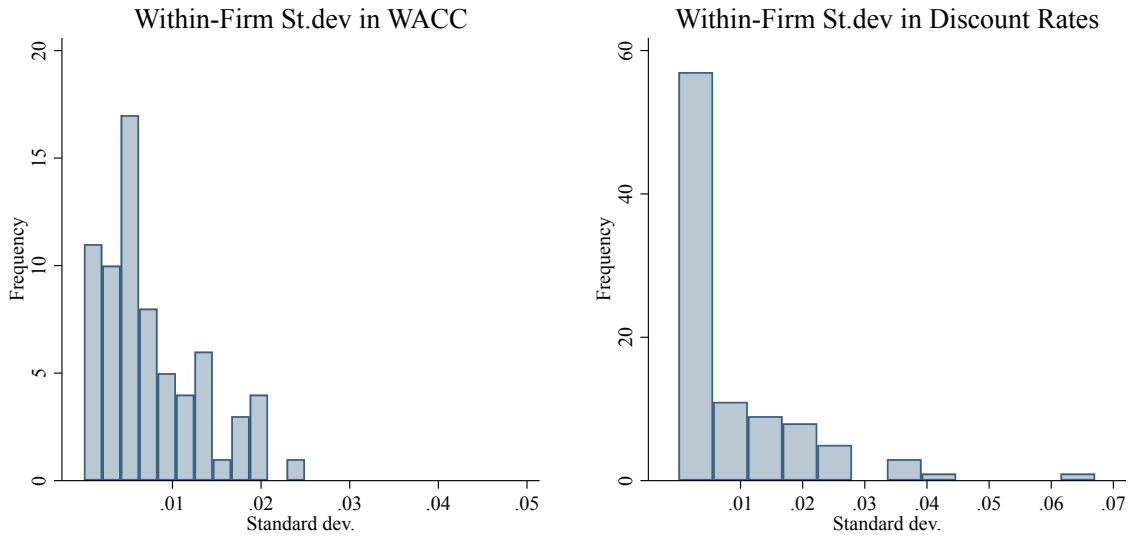 Within-Firm St.dev in WACC
20
15
10
5
0
Frequency
.01 .02 .03 .04 .05
Standard dev.
Within-Firm St.dev in Discount Rates
60
40
20
0
Frequency
.01 .02 .03 .04 .05 .06 .07
Standard dev.